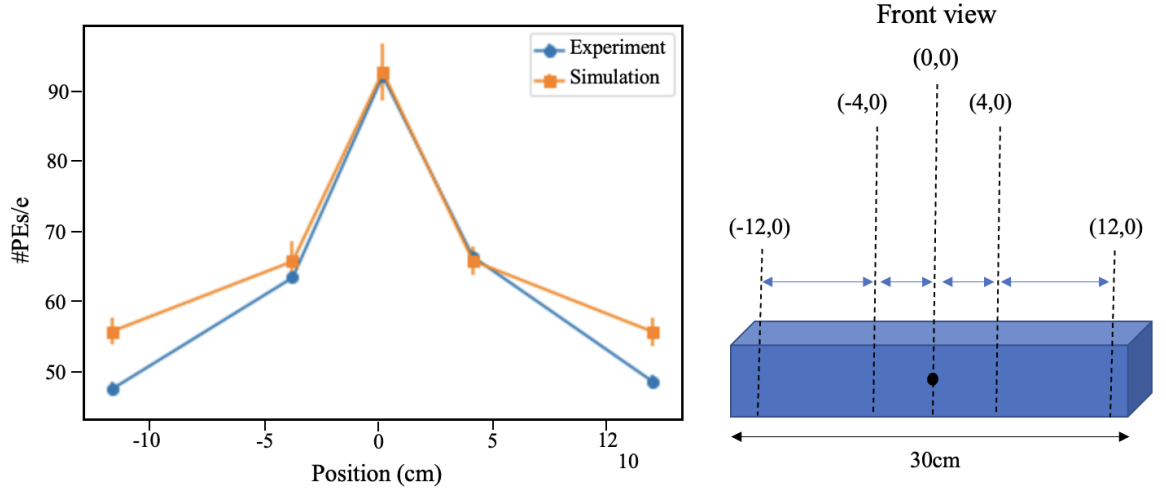 Experiment
Simulation
90
80
70
60
50
#PEs/e
-10
-5
0
5
12
10
Position (cm)
Front view
(0,0)
(-4,0)
(4,0)
(-12,0)
(12,0)
30cm